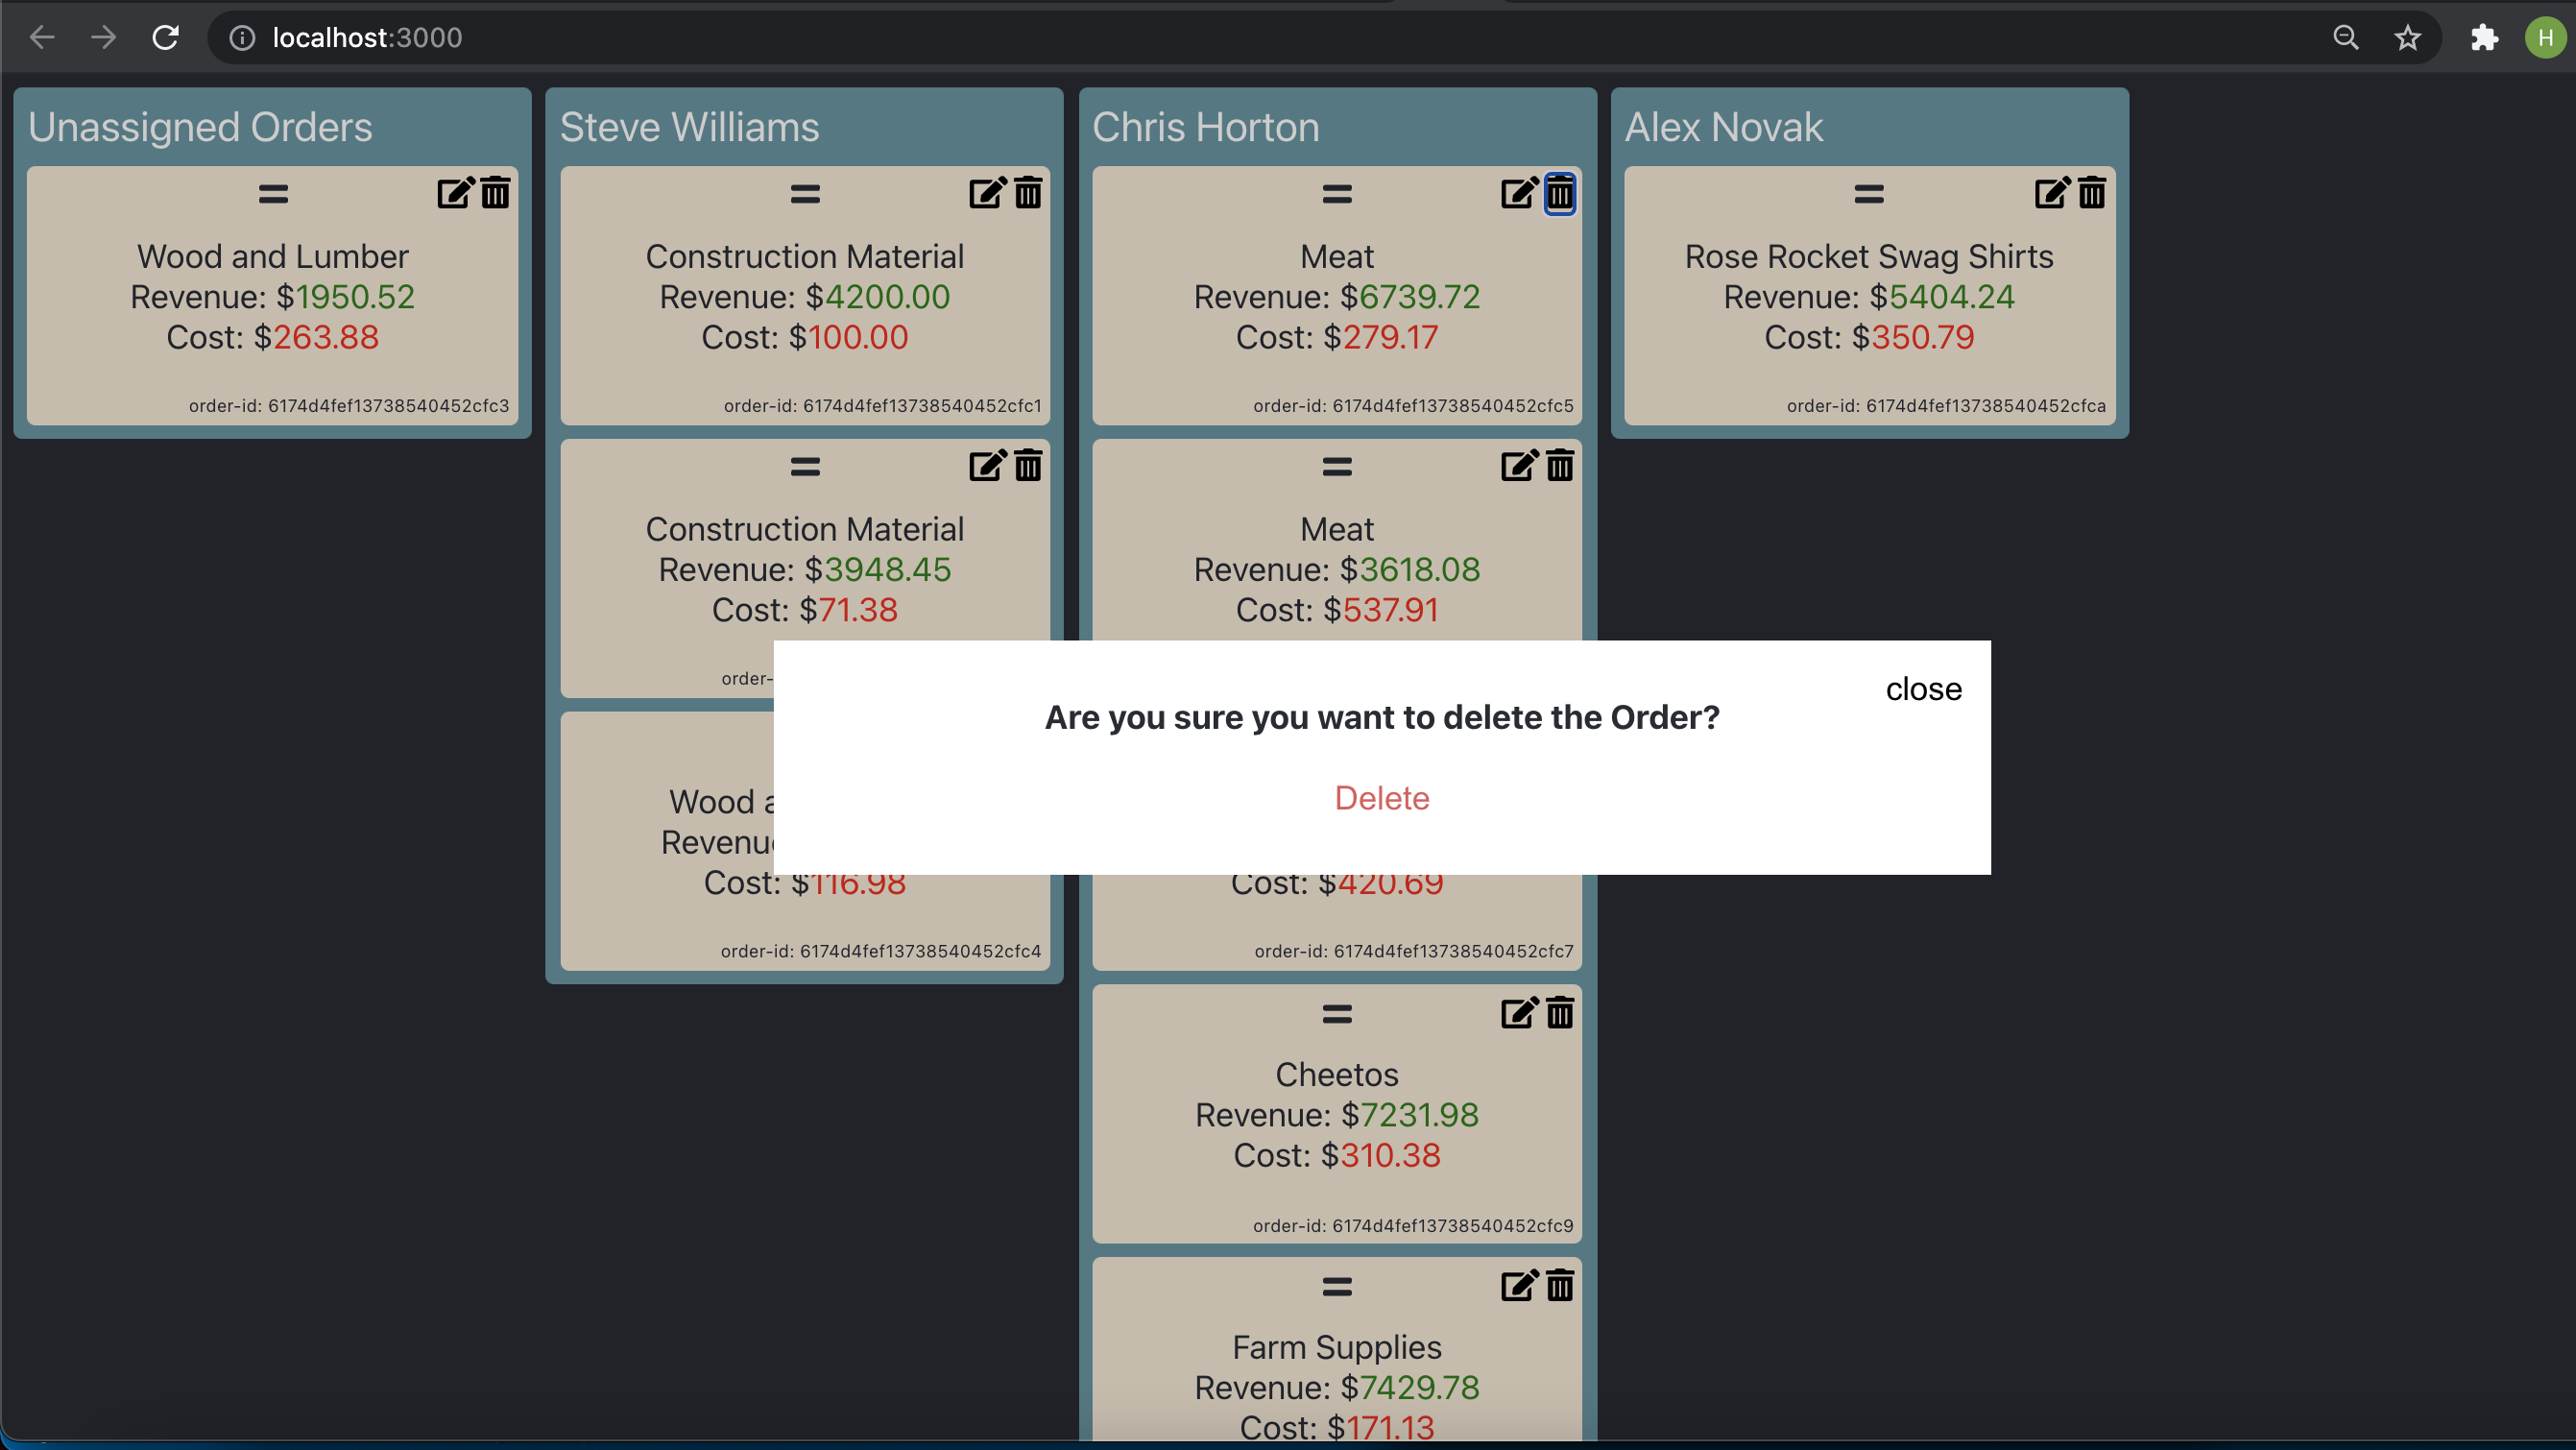 localhost:3000
H
Unassigned Orders
Wood and Lumber
Revenue: $1950.52
Cost: $263.88
order-id: 6174d4fef13738540452cfc3
Steve Williams
Construction Material
Revenue: $4200.00
Cost: $100.00
order-id: 6174d4fef13738540452cfc1
Construction Material
Revenue: $3948.45
Cost: $71.38
order-
Wood
Cost: $116.98
order-id: 6174d4fef13738540452cfc4
Chris Horton
Meat
Revenue: $6739.72
Cost: $279.17
order-id: 6174d4fef13738540452cfc5
Meat
Revenue: $3618.08
Cost: $537.91
Cost: $420.69
order-id: 6174d4fef13738540452cfc7
Cheetos
Revenue: $7231.98
Cost: $310.38
order-id: 6174d4fef13738540452cfc9
Farm Supplies
Revenue: $7429.78
Cost: $171.13
Alex Novak
Rose Rocket Swag Shirts
Revenue: $5404.24
Cost: $350.79
order-id: 6174d4fef13738540452cfca
close
Are you sure you want to delete the Order?
Delete